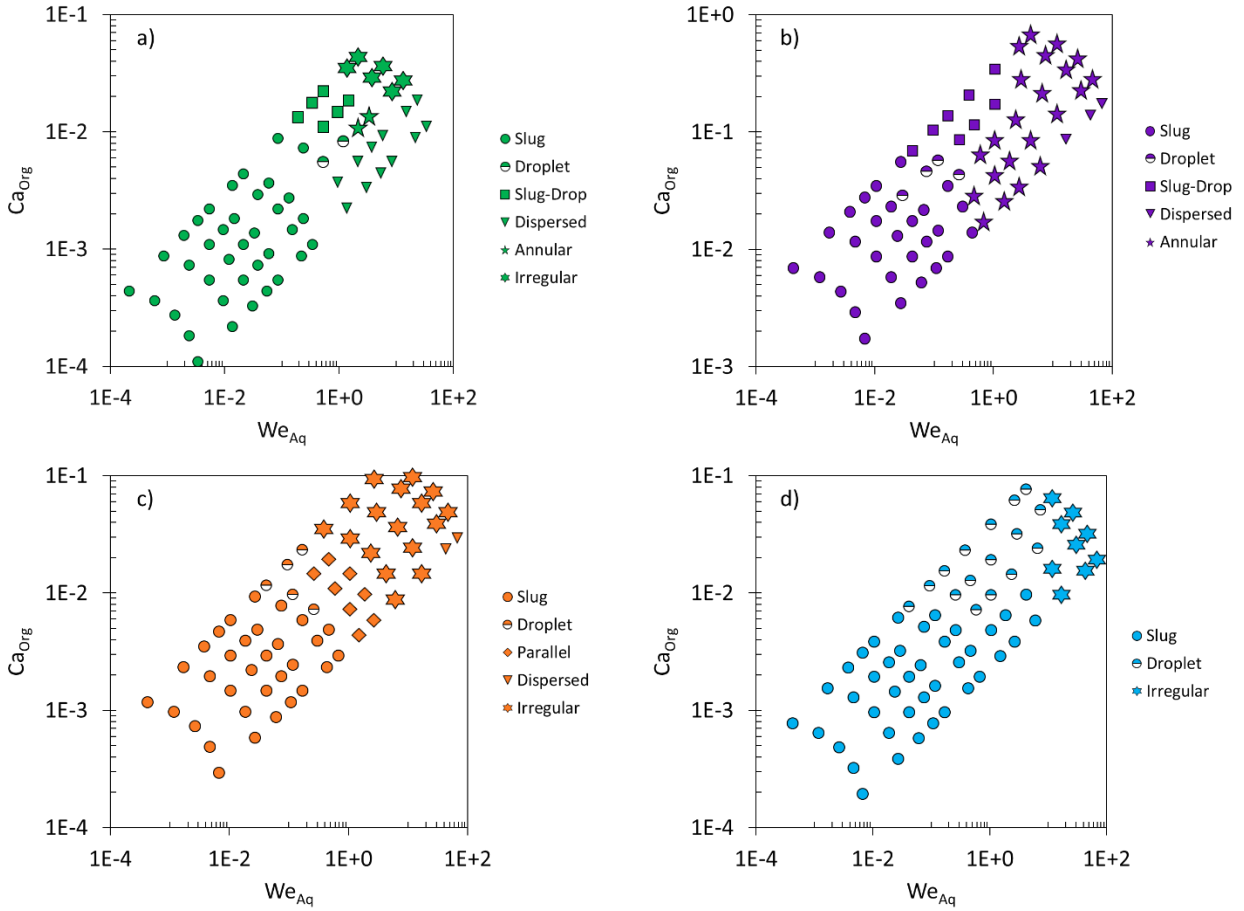 a)
1E-1
1E-2
1E-3
1E-4
Ca_Org
1E-4
1E-2
1E+0
1E+2
We_Aq
Slug
Droplet
Slug-Drop
Dispersed
Annular
Irregular
b)
1E+0
1E-1
1E-2
1E-3
Ca_Org
1E-4
1E-2
1E+0
1E+2
We_Aq
Slug
Droplet
Slug-Drop
Dispersed
Annular
c)
1E-1
1E-2
1E-3
1E-4
Ca_Org
1E-4
1E-2
1E+0
1E+2
We_Aq
Slug
Droplet
Parallel
Dispersed
Irregular
d)
1E-1
1E-2
1E-3
1E-4
Ca_Org
1E-4
1E-2
1E+0
1E+2
We_Aq
Slug
Droplet
Irregular